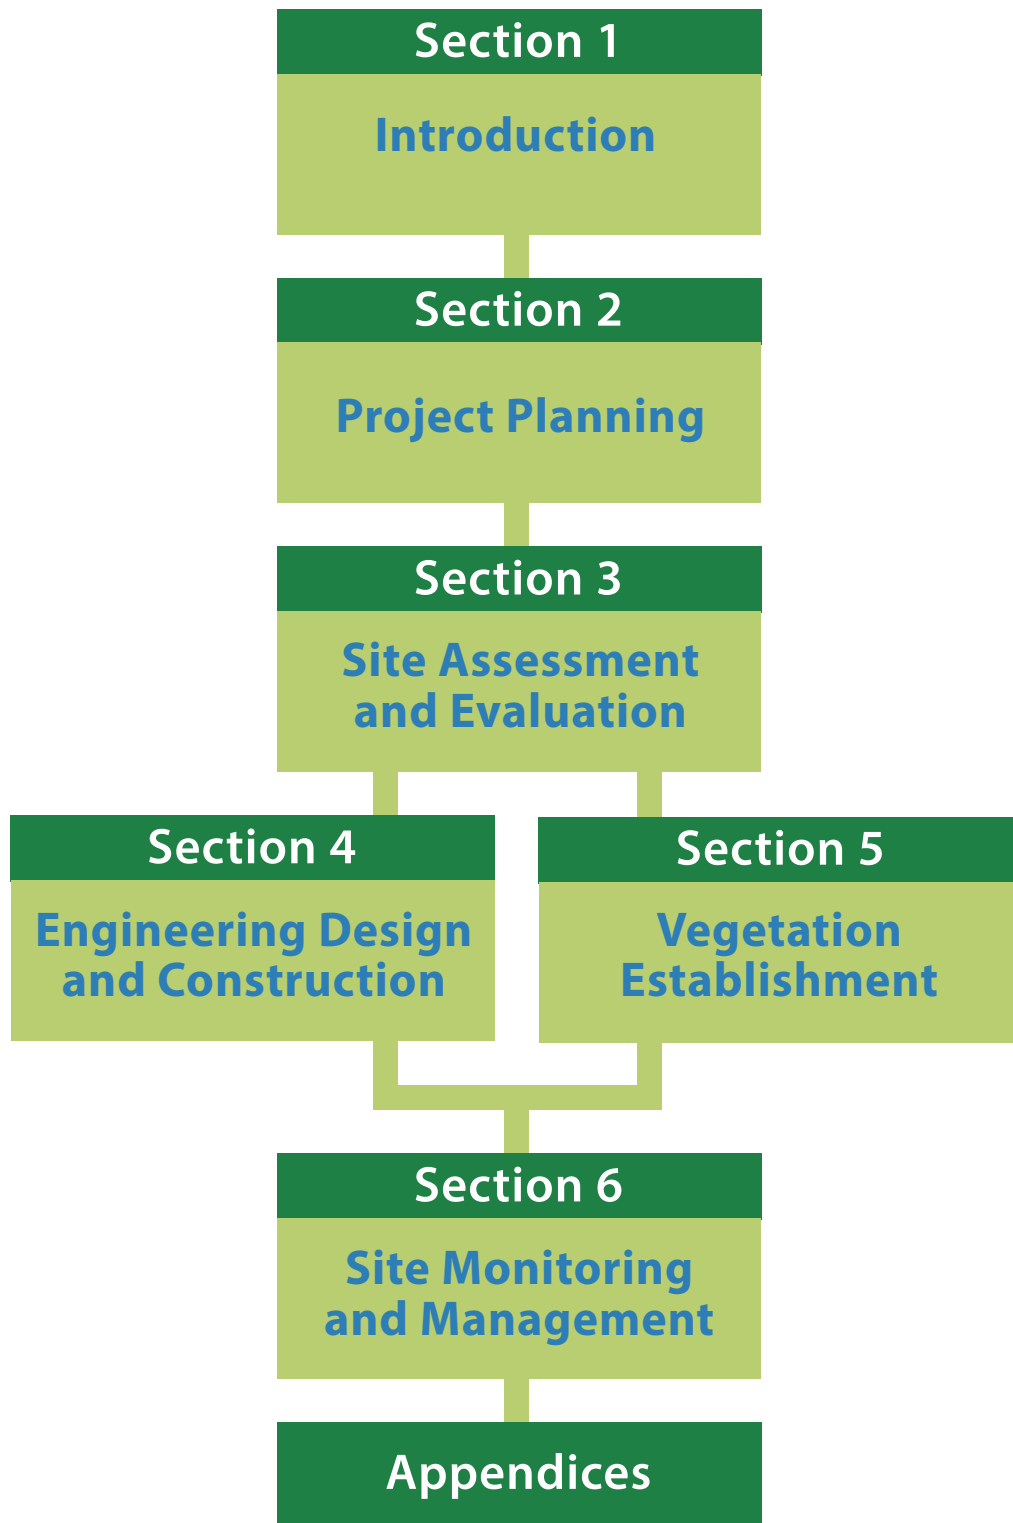 Section 1
Introduction
Section 2
Project Planning
Section 3
Site Assessment
and Evaluation
Section 4
Engineering Design
and Construction
Section 5
Vegetation
Establishment
Section 6
Site Monitoring
and Management
Appendices